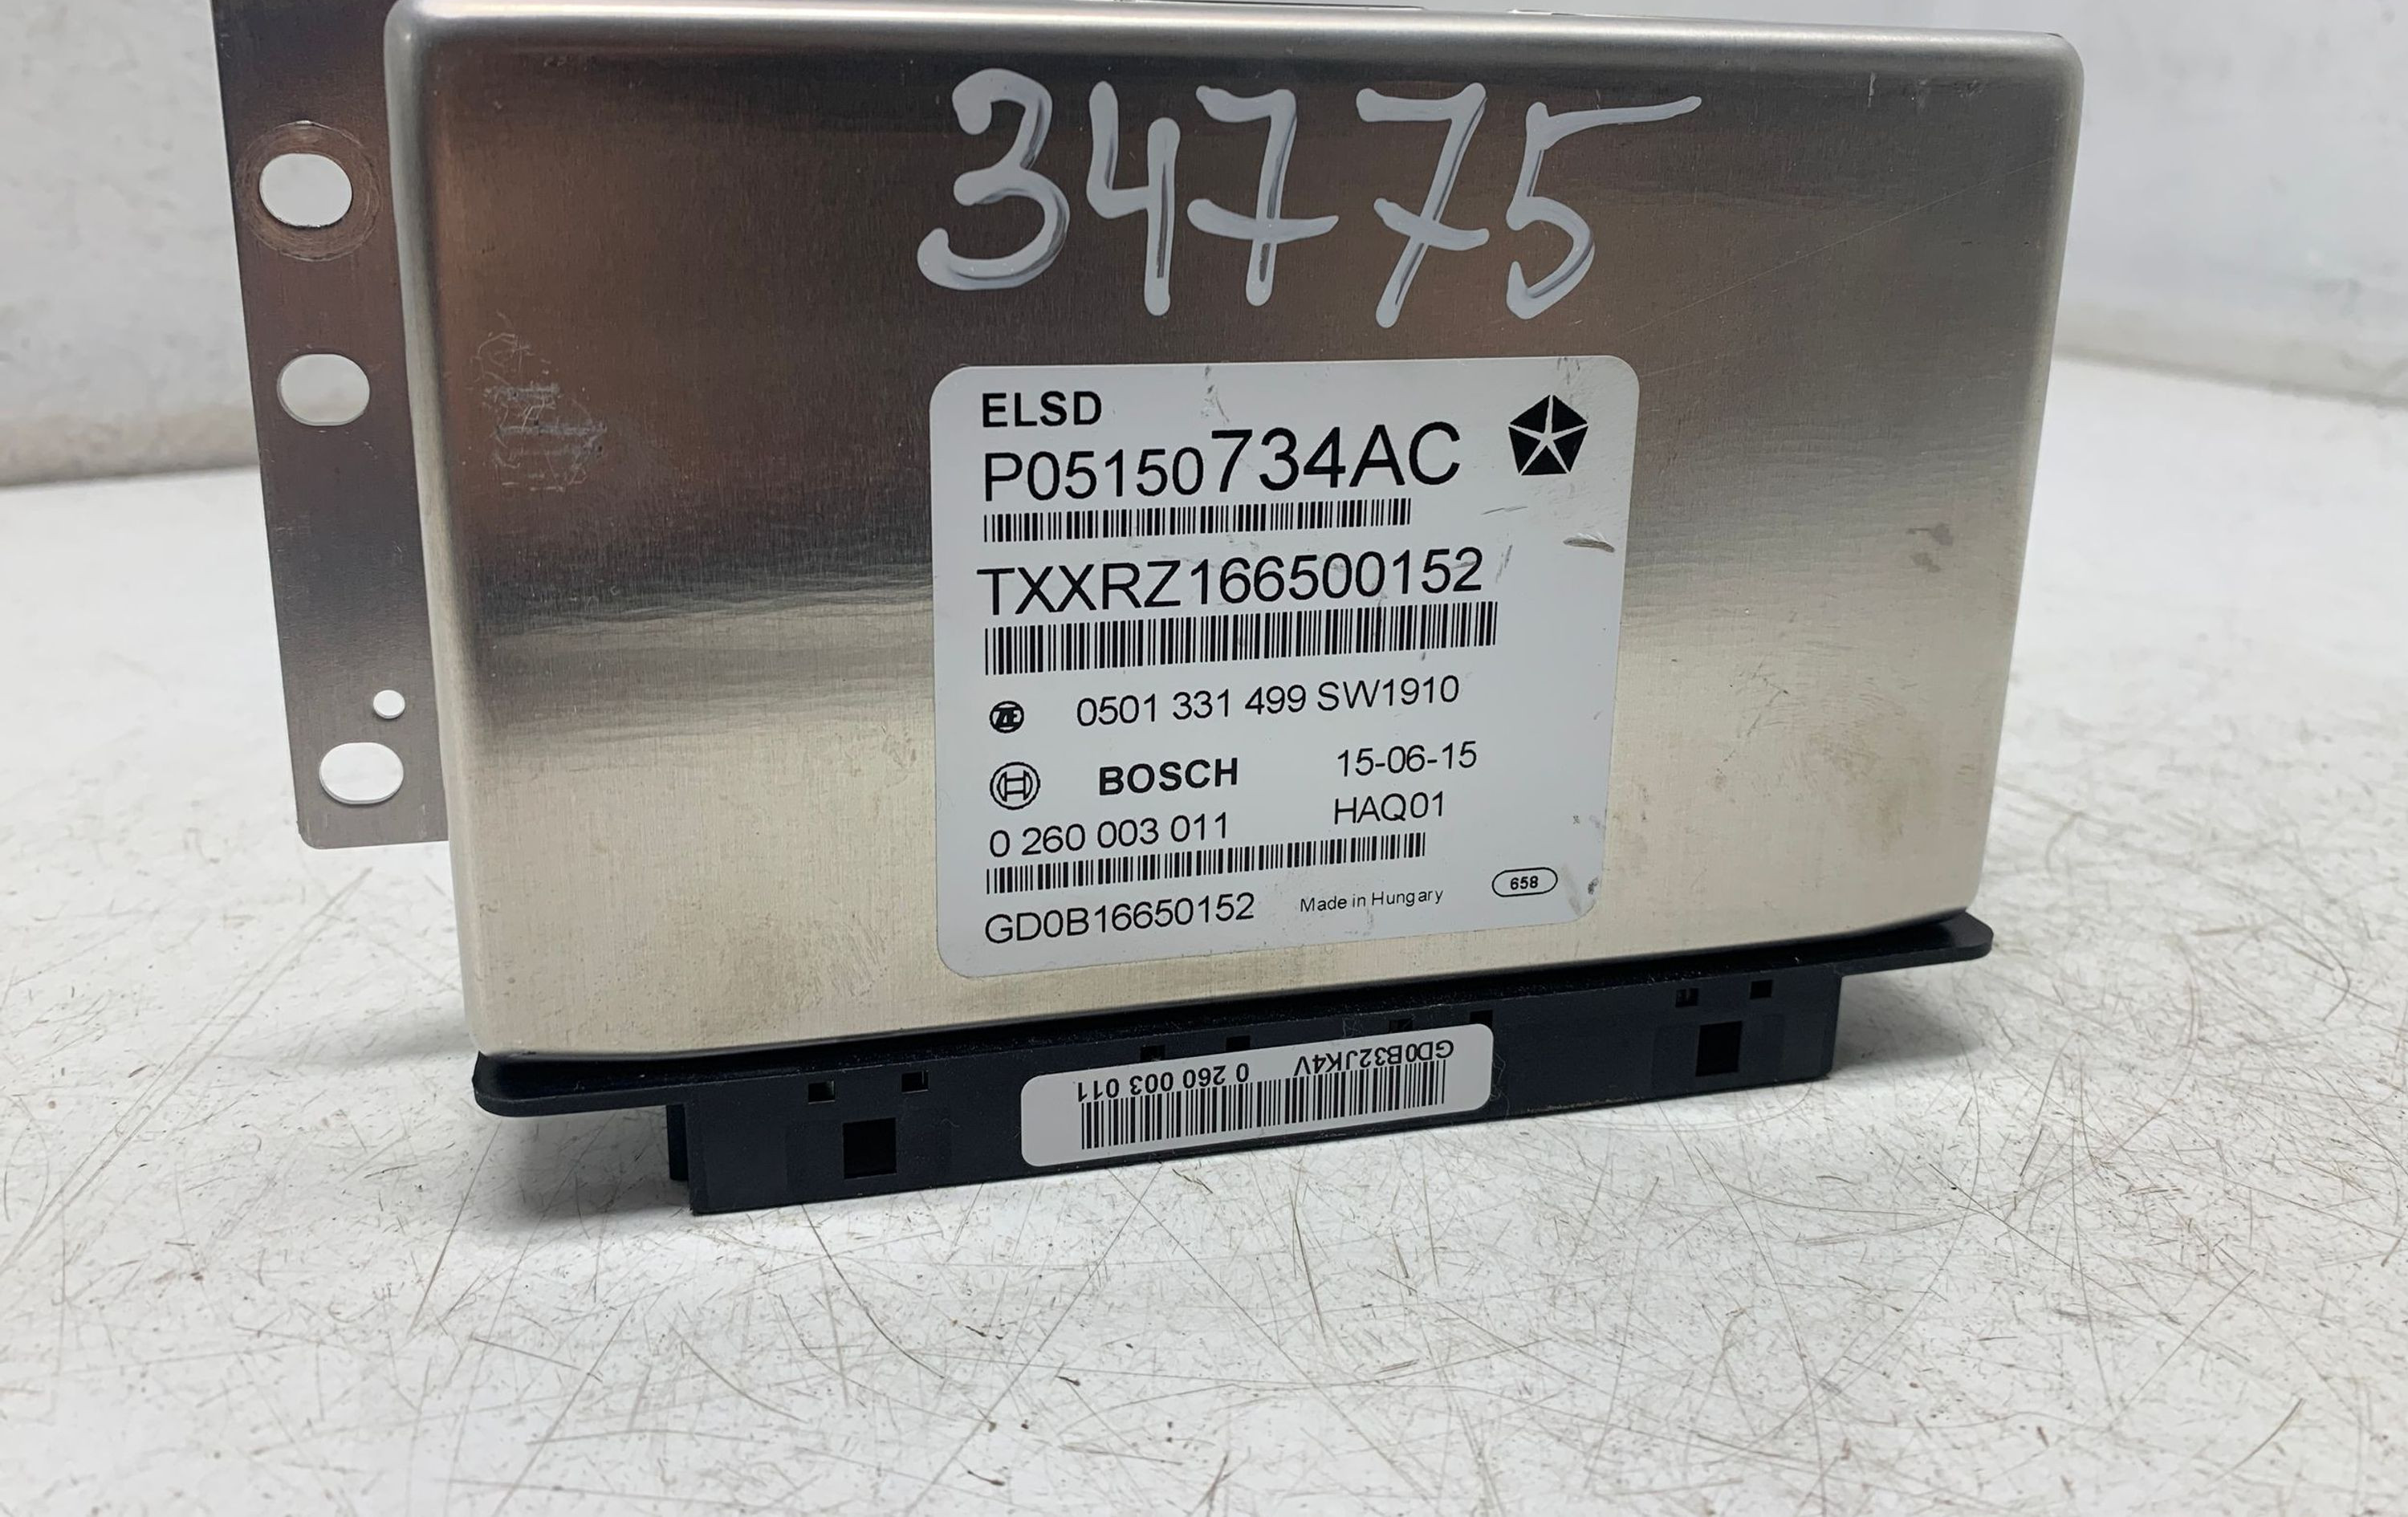 34775
ELSD
P05150734AC
TXXRZ166500152
ZF 0501 331 499 SW1910
BOSCH 15-06-15
0 260 003 011 HAQ01
GD0B16650152 Made in Hungary 658
0 260 003 011 GD0B32JK4V